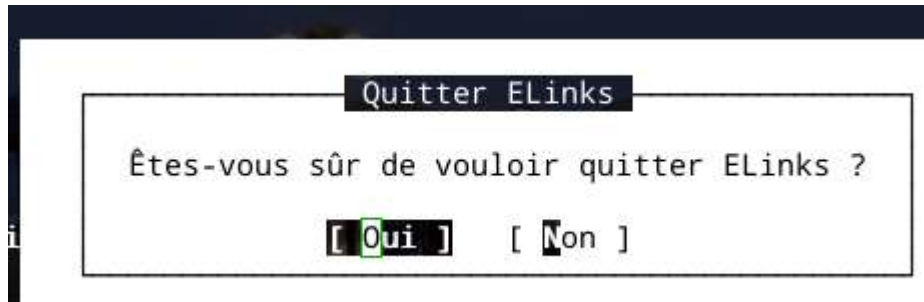 Quitter ELinks
Êtes-vous sûr de vouloir quitter ELinks ?
i [ Oui ] [ Non ]